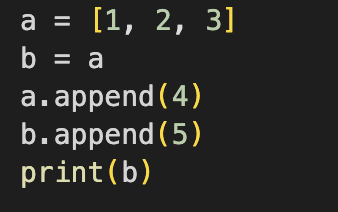 a = [1, 2, 3]
b = a
a.append(4)
b.append(5)
print(b)